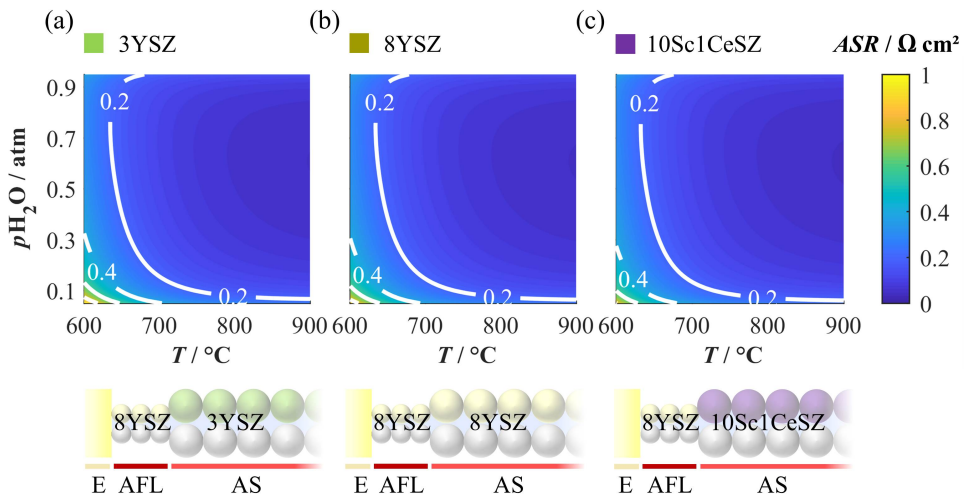 (a)
3YSZ
(b)
8YSZ
(c)
10Sc1CeSZ
ASR / Ω cm²
pH₂O / atm
0.9
0.7
0.5
0.3
0.1
0.2
0.4
0.2
0.2
0.4
0.2
0.2
0.4
0.2
1
0.8
0.6
0.4
0.2
0
600 700 800 900
600 700 800 900
600 700 800 900
T / °C
T / °C
T / °C
8YSZ 3YSZ
8YSZ 8YSZ
8YSZ 10Sc1CeSZ
E AFL AS
E AFL AS
E AFL AS